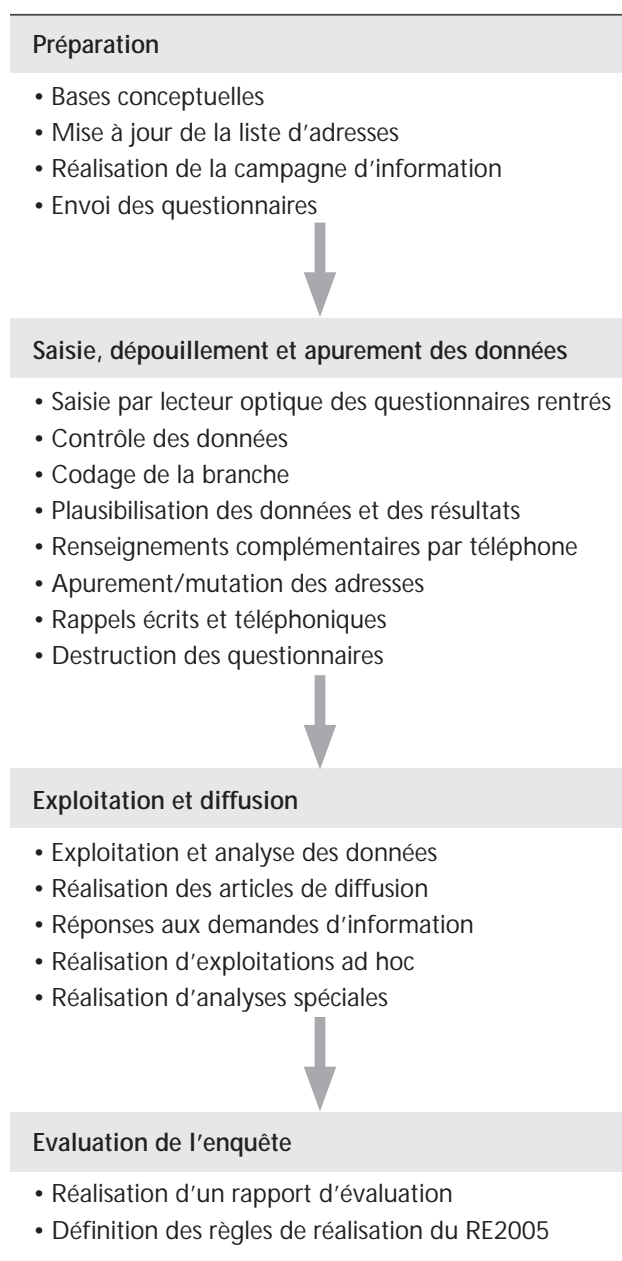 Préparation
• Bases conceptuelles
• Mise à jour de la liste d'adresses
• Réalisation de la campagne d'information
• Envoi des questionnaires
Saisie, dépouillement et apurement des données
• Saisie par lecteur optique des questionnaires rentrés
• Contrôle des données
• Codage de la branche
• Plausibilisation des données et des résultats
• Renseignements complémentaires par téléphone
• Apurement/mutation des adresses
• Rappels écrits et téléphoniques
• Destruction des questionnaires
Exploitation et diffusion
• Exploitation et analyse des données
• Réalisation des articles de diffusion
• Réponses aux demandes d'information
• Réalisation d'exploitations ad hoc
• Réalisation d'analyses spéciales
Evaluation de l'enquête
• Réalisation d'un rapport d'évaluation
• Définition des règles de réalisation du RE2005